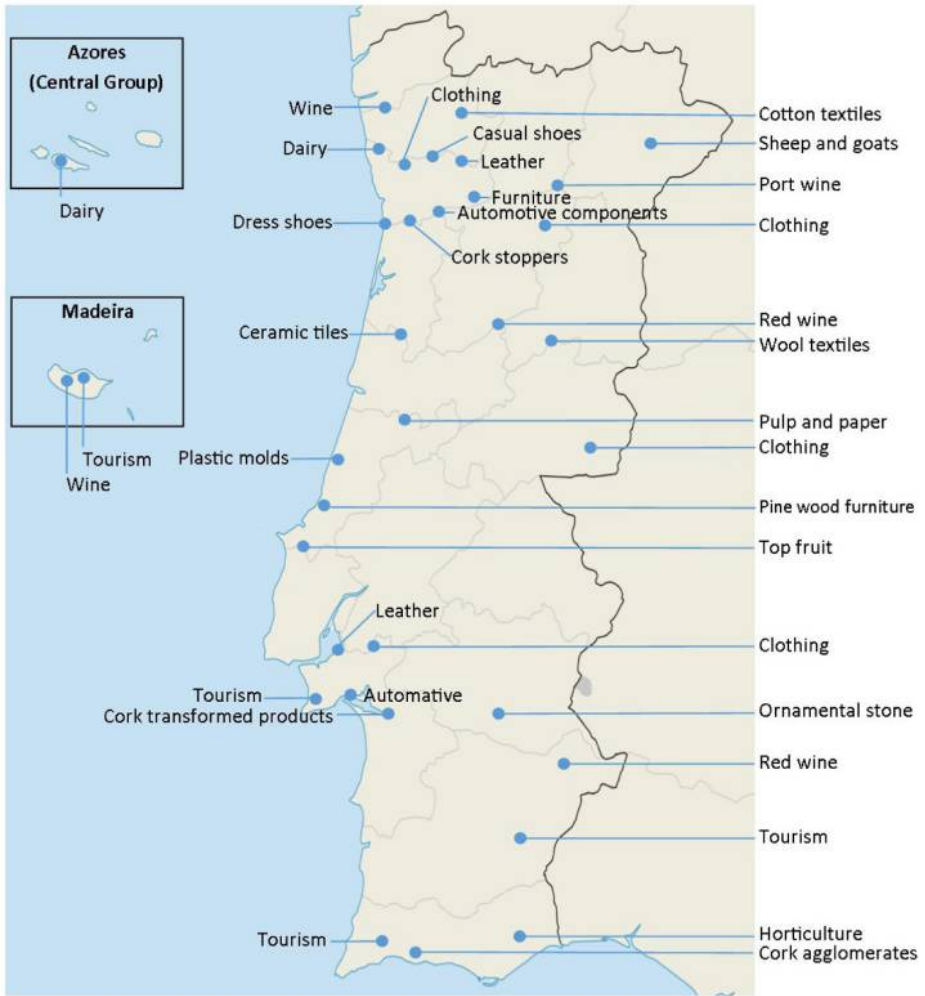 Azores
(Central Group)
Dairy
Madeira
Tourism
Wine
Wine
Clothing
Cotton textiles
Dairy
Casual shoes
Leather
Sheep and goats
Port wine
Furniture
Automotive components
Dress shoes
Clothing
Cork stoppers
Ceramic tiles
Red wine
Wool textiles
Pulp and paper
Clothing
Plastic molds
Pine wood furniture
Top fruit
Leather
Clothing
Tourism
Automative
Cork transformed products
Ornamental stone
Red wine
Tourism
Tourism
Horticulture
Cork agglomerates